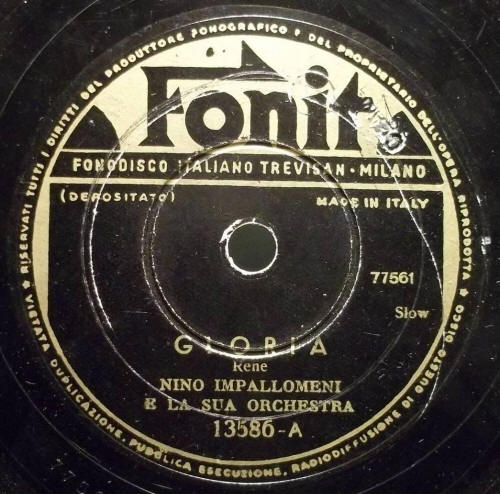 RISERVATI TUTTI I DIRITTI DEL PRODUTTORE FONOGRAFICO E DEL PROPRIETARIO DELL'OPERA RIPRODOTTA
Fonit
FONODISCO ITALIANO TREVISAN · MILANO
(DEPOSITATO)
MADE IN ITALY
77561
Slow
GLORIA
Rene
NINO IMPALLOMENI
E LA SUA ORCHESTRA
13586-A
VIETATA DUPLICAZIONE, PUBBLICA ESECUZIONE, RADIODIFFUSIONE DI QUESTO DISCO